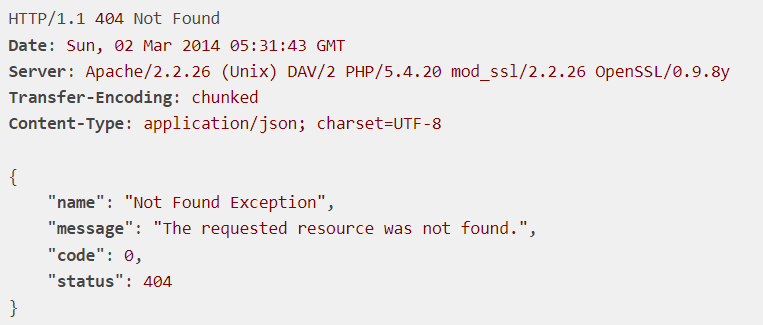 HTTP/1.1 404 Not Found
Date: Sun, 02 Mar 2014 05:31:43 GMT
Server: Apache/2.2.26 (Unix) DAV/2 PHP/5.4.20 mod_ssl/2.2.26 OpenSSL/0.9.8y
Transfer-Encoding: chunked
Content-Type: application/json; charset=UTF-8

{
    "name": "Not Found Exception",
    "message": "The requested resource was not found.",
    "code": 0,
    "status": 404
}